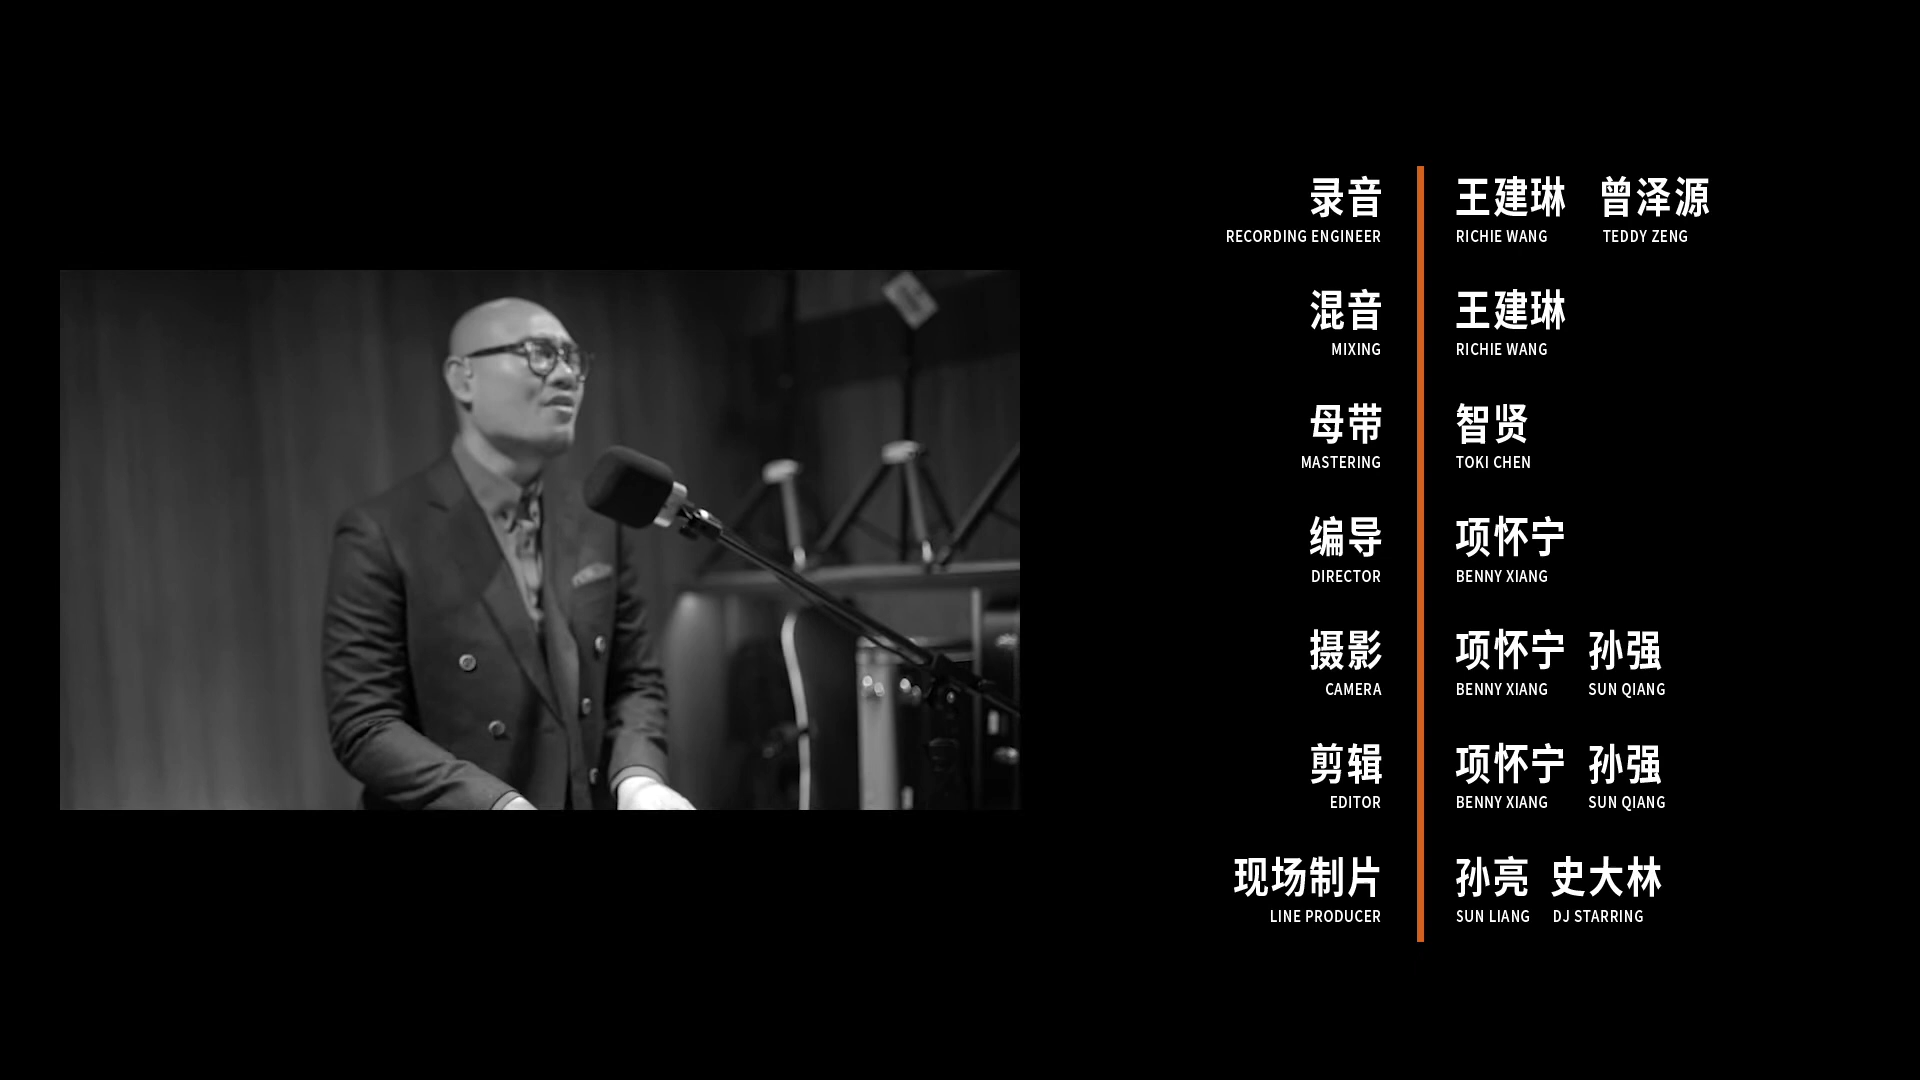 录音 王建琳 曾泽源
RECORDING ENGINEER RICHIE WANG TEDDY ZENG
混音 王建琳
MIXING RICHIE WANG
母带 智贤
MASTERING TOKI CHEN
编导 项怀宁
DIRECTOR BENNY XIANG
摄影 项怀宁 孙强
CAMERA BENNY XIANG SUN QIANG
剪辑 项怀宁 孙强
EDITOR BENNY XIANG SUN QIANG
现场制片 孙亮 史大林
LINE PRODUCER SUN LIANG DJ STARRING